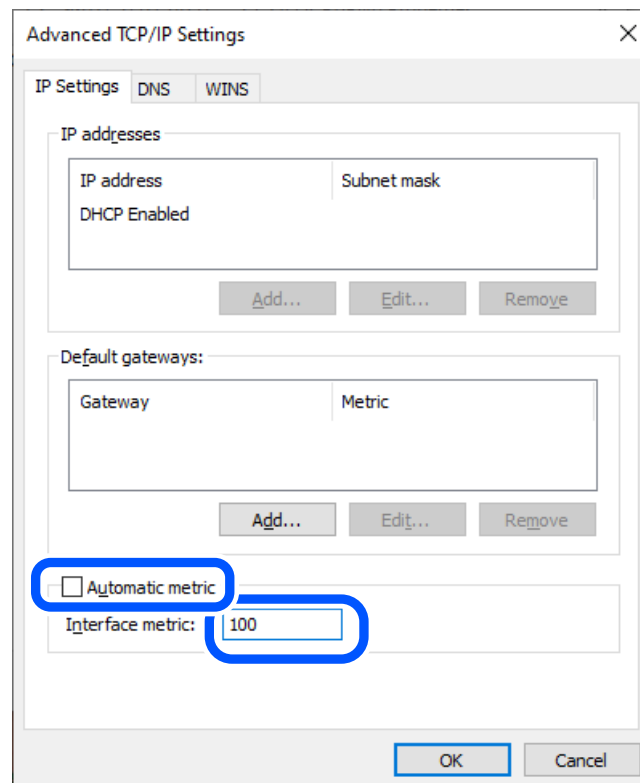 Advanced TCP/IP Settings
IP Settings DNS WINS
IP addresses
IP address Subnet mask
DHCP Enabled
Add... Edit... Remove
Default gateways:
Gateway Metric
Add... Edit... Remove
Automatic metric
Interface metric: 100
OK Cancel